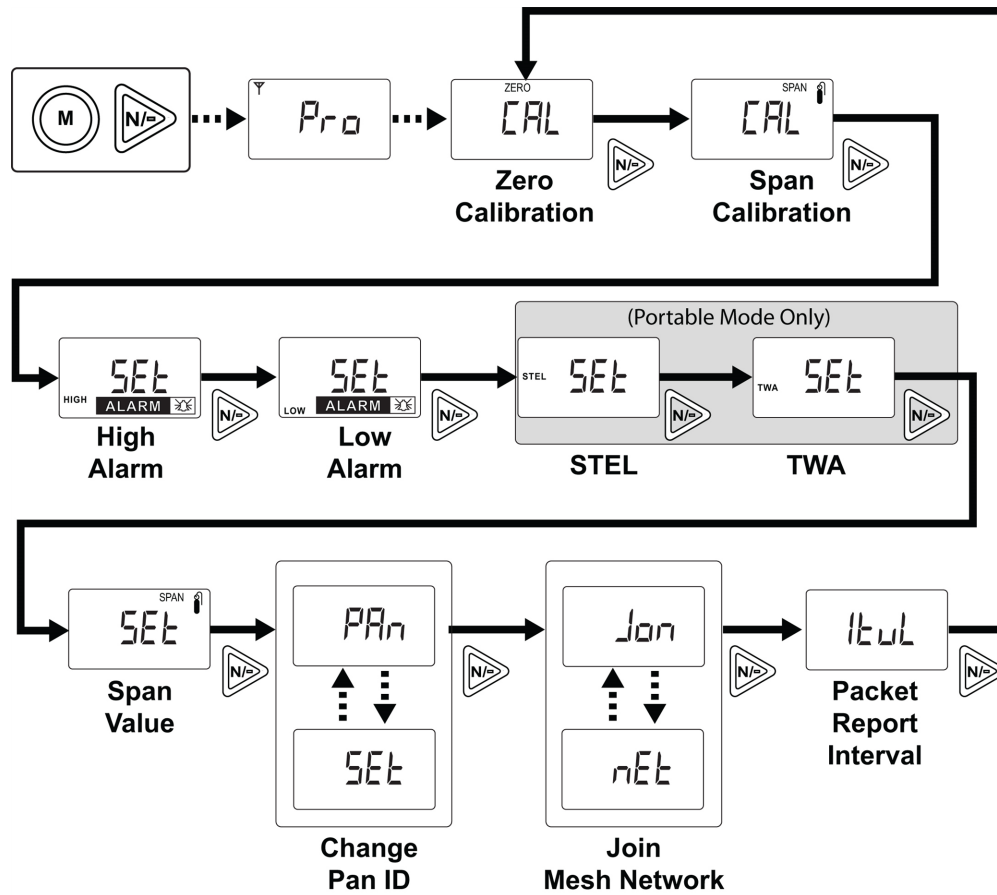 M
N/-
Pro
ZERO
CAL
N/-
Zero
Calibration
SPAN
CAL
N/-
Span
Calibration
HIGH
SEt
ALARM
N/-
High
Alarm
LOW
SEt
ALARM
N/-
Low
Alarm
(Portable Mode Only)
STEL
SEt
N/-
STEL
TWA
SEt
N/-
TWA
SPAN
SEt
N/-
Span
Value
PAn
SEt
N/-
Change
Pan ID
Jon
nEt
N/-
Join
Mesh Network
ItuL
N/-
Packet
Report
Interval